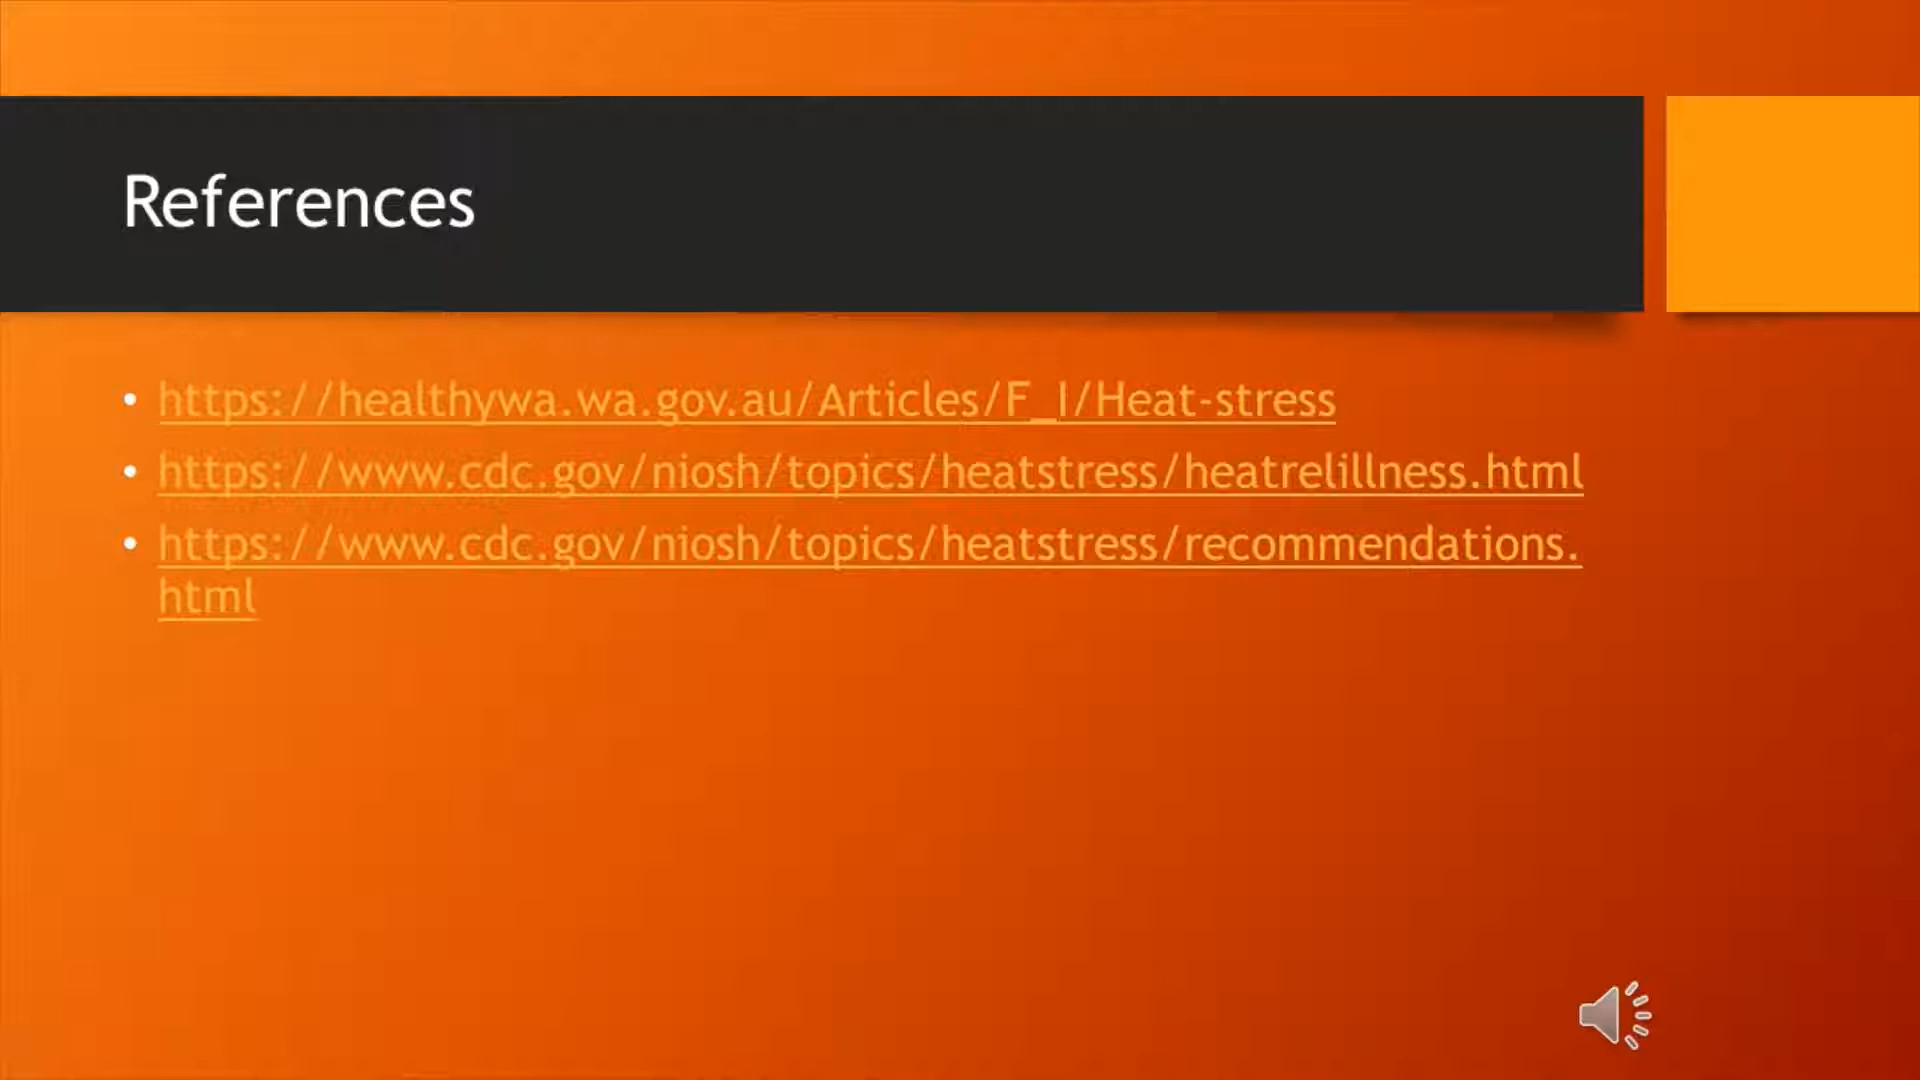 References
• https://healthywa.wa.gov.au/Articles/F_I/Heat-stress
• https://www.cdc.gov/niosh/topics/heatstress/heatrelillness.html
• https://www.cdc.gov/niosh/topics/heatstress/recommendations.
html